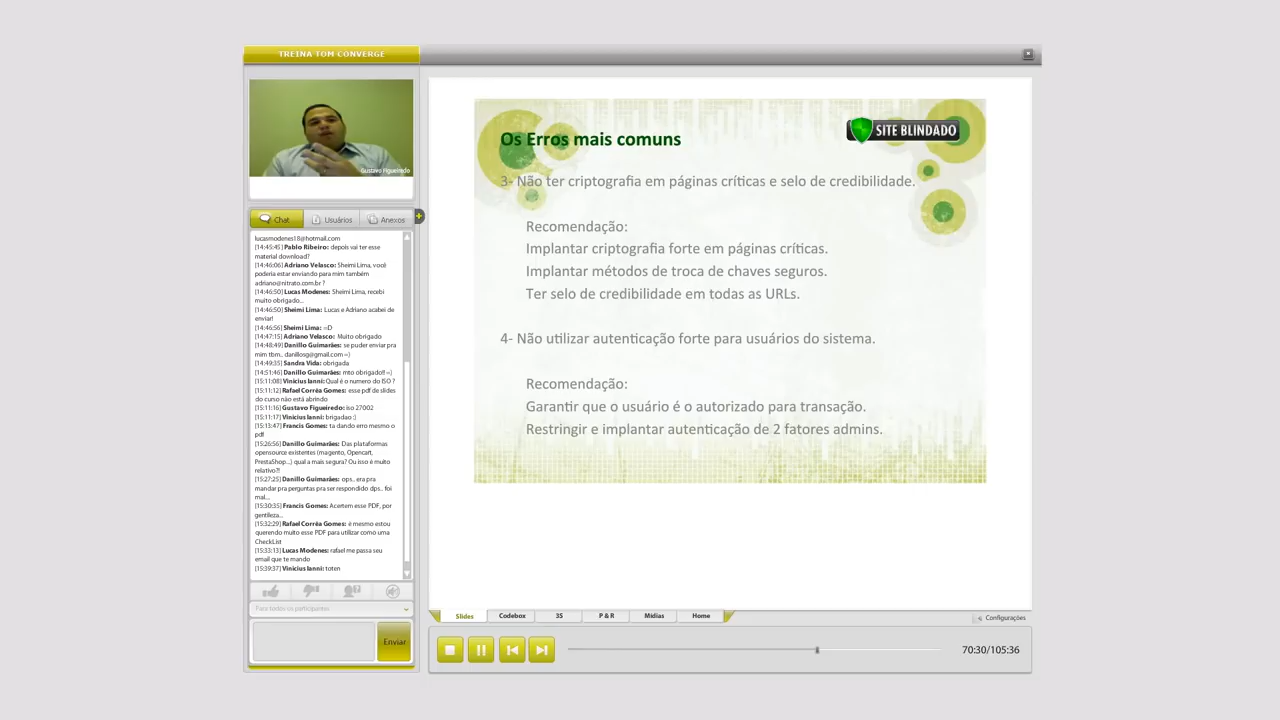 TREINA TOM CONVERGE
Gustavo Figueiredo
Chat
Usuários
Anexos
lucasmodenes18@hotmail.com
[14:45:45] Pablo Ribeiro: depois vai ter esse
material download?
[14:46:06] Adriano Velasco: Sheimi Lima, você
poderia estar enviando para mim também
adriano@nitrato.com.br ?
[14:46:50] Lucas Modenes: Sheimi Lima, recebi
muito obrigado...
[14:46:50] Sheimi Lima: Lucas e Adriano acabei de
enviar!
[14:46:56] Sheimi Lima: =D
[14:47:15] Adriano Velasco: Muito obrigado
[14:48:49] Danillo Guimarães: se puder enviar pra
mim tbm.. danillosg@gmail.com =)
[14:49:35] Sandra Vida: obrigada
[14:51:46] Danillo Guimarães: mto obrigado!! =)
[15:11:08] Vinicius Ianni: Qual é o numero do ISO ?
[15:11:12] Rafael Corrêa Gomes: esse pdf de slides
do curso não está abrindo
[15:11:16] Gustavo Figueiredo: iso 27002
[15:11:17] Vinicius Ianni: brigadao :)
[15:13:47] Francis Gomes: ta dando erro mesmo o
pdf
[15:26:56] Danillo Guimarães: Das plataformas
opensource existentes (magento, Opencart,
PrestaShop...) qual a mais segura? Ou isso é muito
relativo?!
[15:27:25] Danillo Guimarães: ops.. era pra
mandar pra perguntas pra ser respondido dps.. foi
mal...
[15:30:35] Francis Gomes: Acertem esse PDF, por
gentileza...
[15:32:29] Rafael Corrêa Gomes: é mesmo estou
querendo muito esse PDF para utilizar como uma
CheckList
[15:33:13] Lucas Modenes: rafael me passa seu
email que te mando
[15:39:37] Vinicius Ianni: toten
Para todos os participantes
Enviar
Os Erros mais comuns
SITE BLINDADO
3- Não ter criptografia em páginas críticas e selo de credibilidade.
Recomendação:
Implantar criptografia forte em páginas críticas.
Implantar métodos de troca de chaves seguros.
Ter selo de credibilidade em todas as URLs.
4- Não utilizar autenticação forte para usuários do sistema.
Recomendação:
Garantir que o usuário é o autorizado para transação.
Restringir e implantar autenticação de 2 fatores admins.
Slides
Codebox
3S
P & R
Mídias
Home
Configurações
70:30/105:36